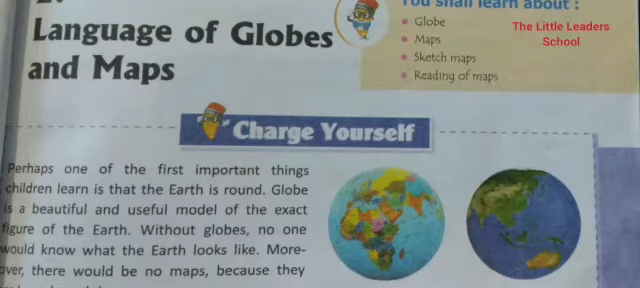 Language of Globes
and Maps
You shall learn about :
Globe
Maps
Sketch maps
Reading of maps
The Little Leaders
School
Charge Yourself
Perhaps one of the first important things
children learn is that the Earth is round. Globe
is a beautiful and useful model of the exact
figure of the Earth. Without globes, no one
would know what the Earth looks like. More-
over, there would be no maps, because they